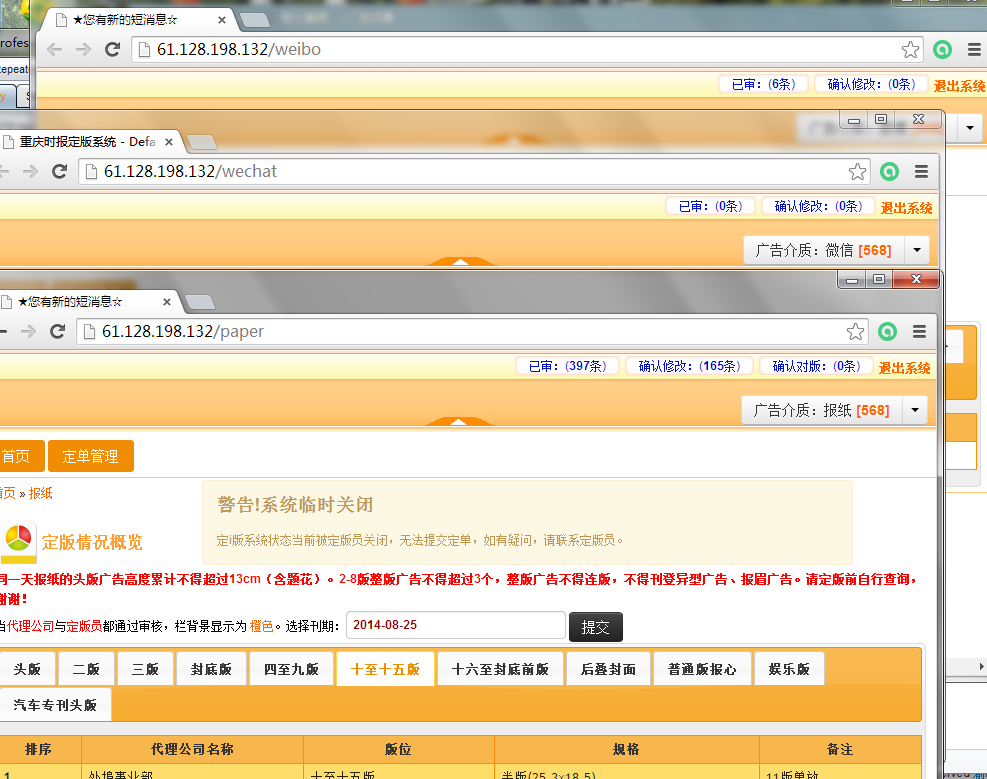 ★您有新的短消息☆
rofes
61.128.198.132/weibo
epeat
已审：(6条) 确认修改：(0条) 退出系统
重庆时报定版系统 - Defa
61.128.198.132/wechat
已审：(0条) 确认修改：(0条) 退出系统
广告介质：微信 [568]
★您有新的短消息☆
61.128.198.132/paper
已审：(397条) 确认修改：(165条) 确认对版：(0条) 退出系统
广告介质：报纸 [568]
首页 定单管理
首页 » 报纸
警告!系统临时关闭
定i版系统状态当前被定版员关闭，无法提交定单，如有疑问，请联系定版员。
定版情况概览
同一天报纸的头版广告高度累计不得超过13cm（含题花）。2-8版整版广告不得超过3个，整版广告不得连版，不得刊登异型广告、报眉广告。请定版前自行查询，
谢谢！
当代理公司与定版员都通过审核，栏背景显示为 橙色。选择刊期： 2014-08-25 提交
头版 二版 三版 封底版 四至九版 十至十五版 十六至封底前版 后叠封面 普通版报心 娱乐版
汽车专刊头版
排序 代理公司名称 版位 规格 备注
1 外埠事业部 十至十五版 半版(25.3×18.5) 11版单放